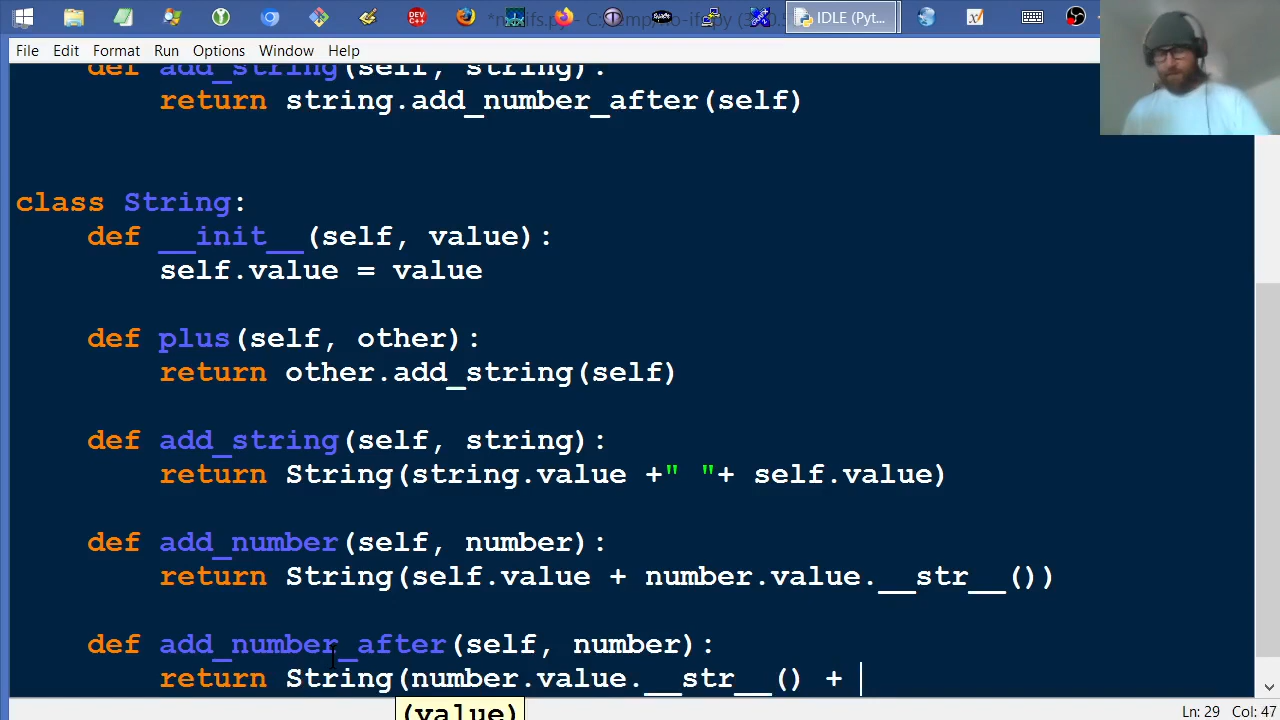 IDLE (Pyt...
File Edit Format Run Options Window Help
def add_string(self, string):
return string.add_number_after(self)
class String:
def __init__(self, value):
self.value = value
def plus(self, other):
return other.add_string(self)
def add_string(self, string):
return String(string.value +" "+ self.value)
def add_number(self, number):
return String(self.value + number.value.__str__())
def add_number_after(self, number):
return String(number.value.__str__() +
(value)
Ln: 29 Col: 47